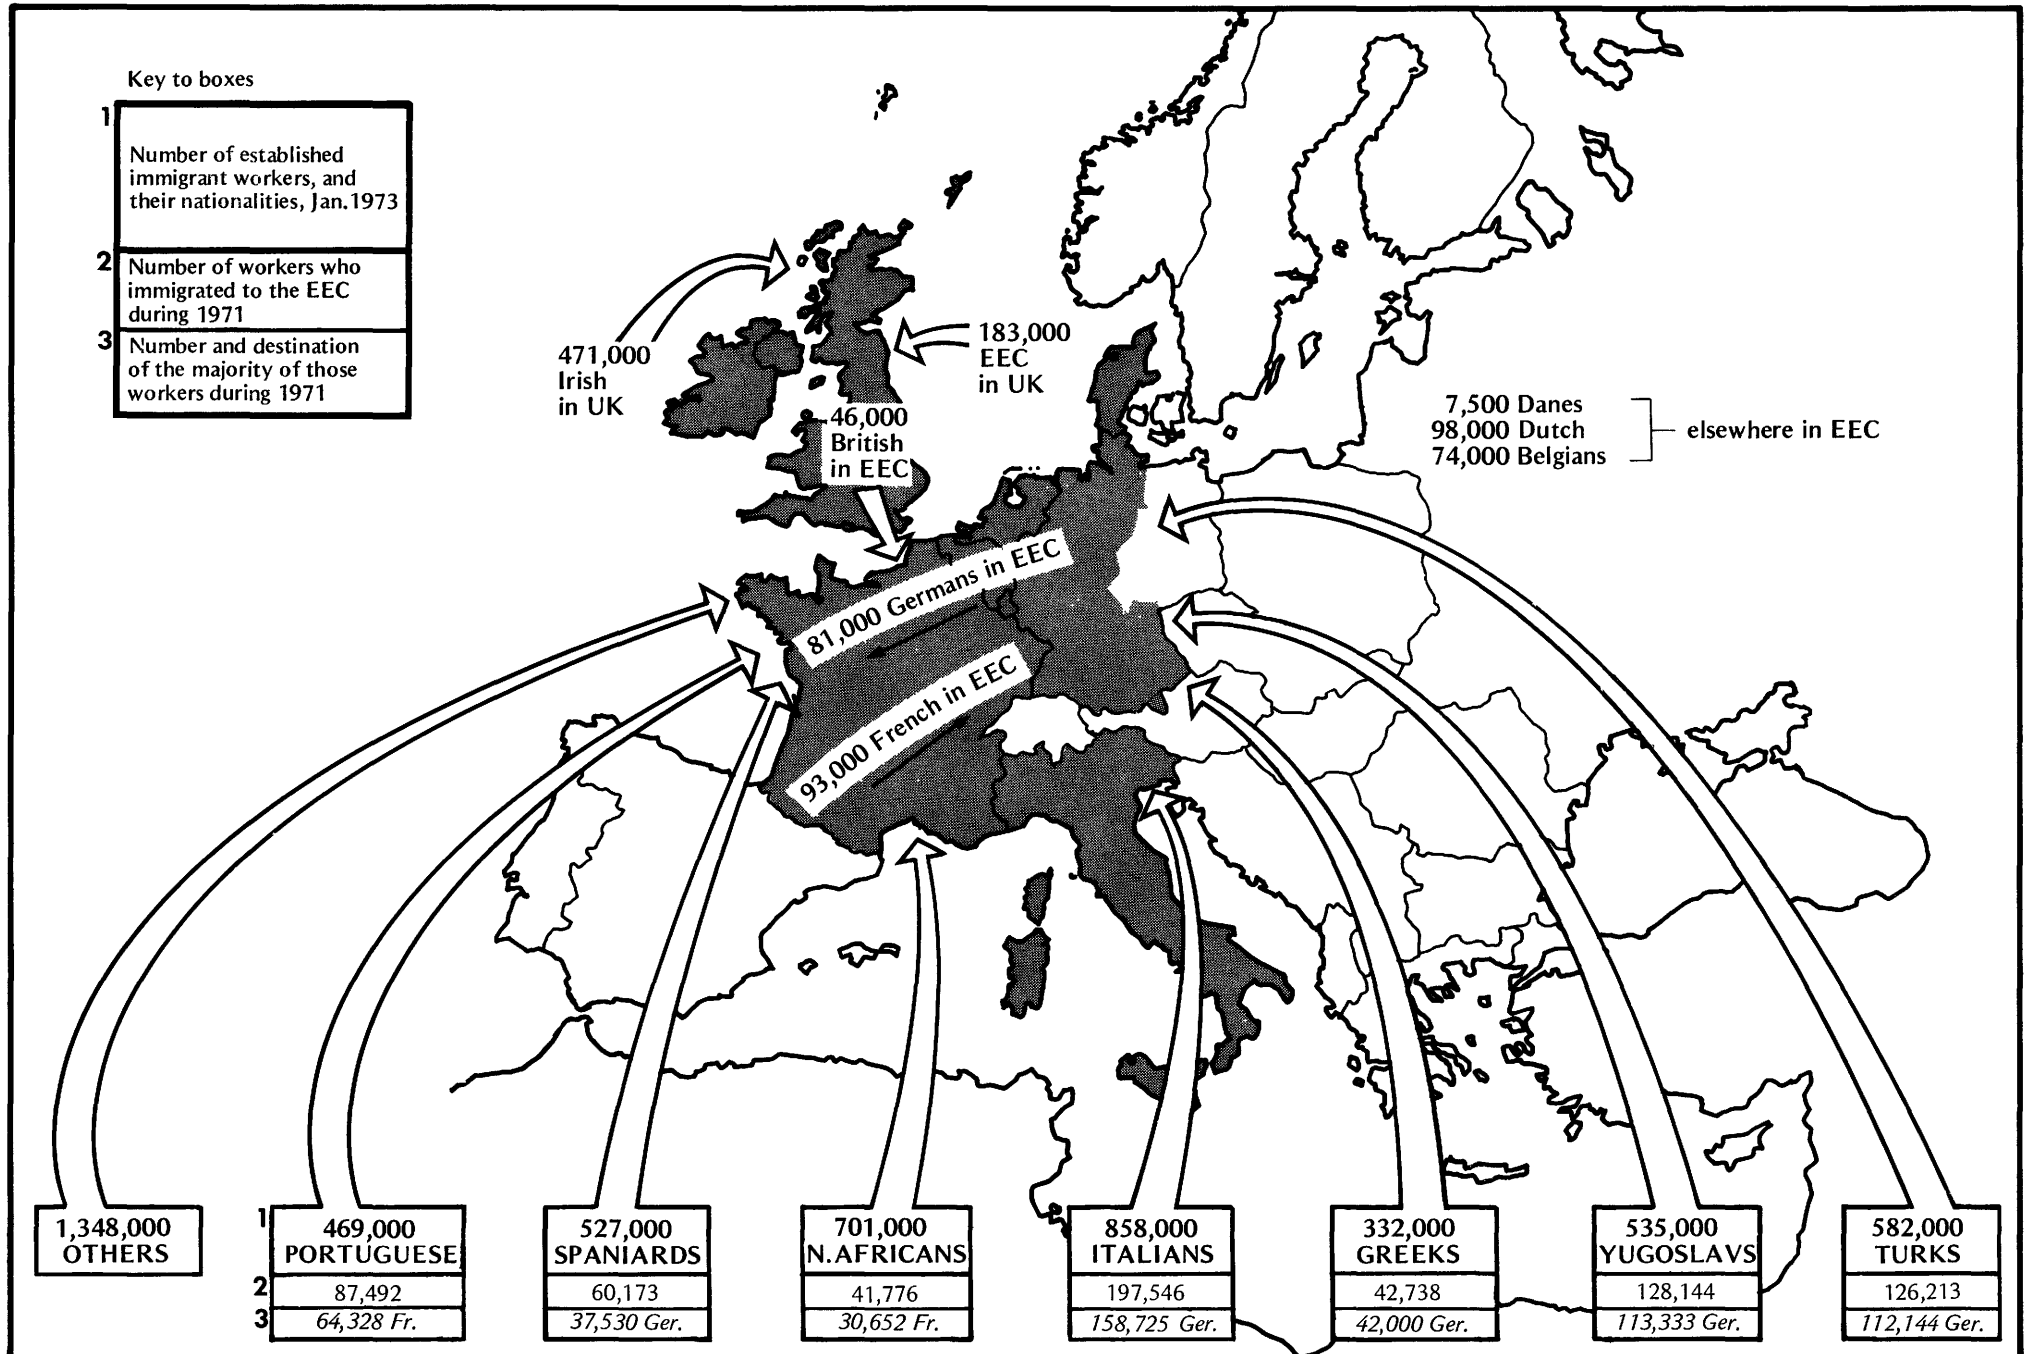 Key to boxes
1
Number of established
immigrant workers, and
their nationalities, Jan.1973
2
Number of workers who
immigrated to the EEC
during 1971
3
Number and destination
of the majority of those
workers during 1971
471,000
Irish
in UK
183,000
EEC
in UK
46,000
British
in EEC
7,500 Danes
98,000 Dutch
74,000 Belgians
elsewhere in EEC
81,000 Germans in EEC
93,000 French in EEC
1,348,000
OTHERS
1
469,000
PORTUGUESE
2
87,492
3
64,328 Fr.
527,000
SPANIARDS
60,173
37,530 Ger.
701,000
N.AFRICANS
41,776
30,652 Fr.
858,000
ITALIANS
197,546
158,725 Ger.
332,000
GREEKS
42,738
42,000 Ger.
535,000
YUGOSLAVS
128,144
113,333 Ger.
582,000
TURKS
126,213
112,144 Ger.